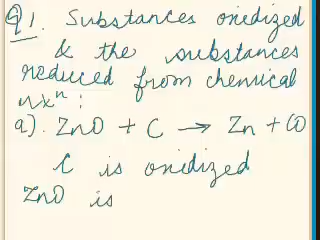 Q1. Substances oxidized
& the substances
reduced from chemical
rxⁿ :
a). ZnO + C → Zn + CO
C is oxidized
ZnO is